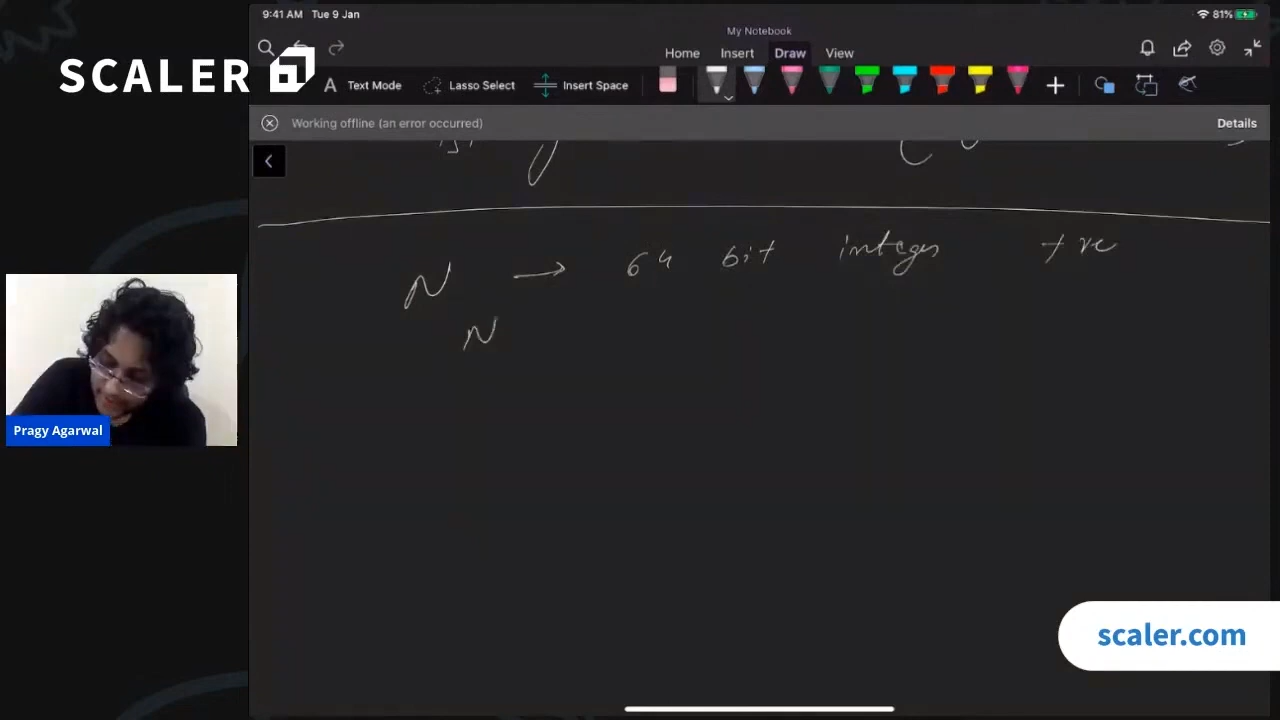 9:41 AM Tue 9 Jan
81%
My Notebook
SCALER
Home Insert Draw View
A Text Mode Lasso Select Insert Space
Working offline (an error occurred) Details
N → 64 bit integer +ve
N
Pragy Agarwal
scaler.com